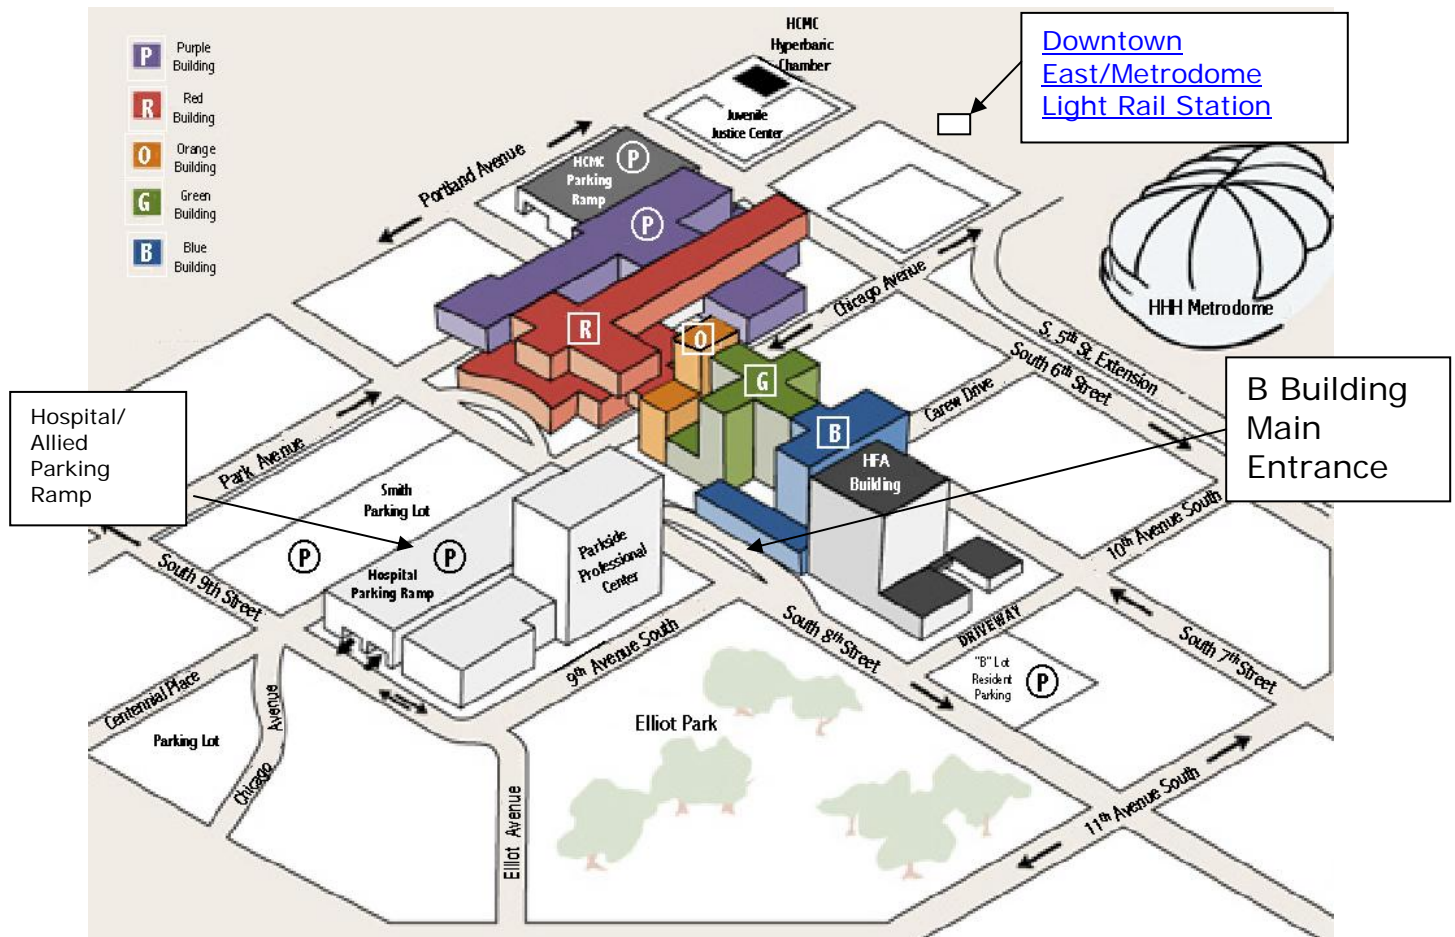 P
Purple
Building
R
Red
Building
O
Orange
Building
G
Green
Building
B
Blue
Building
HCMC
Hyperbaric
Chamber
Juvenile
Justice Center
Downtown
East/Metrodome
Light Rail Station
Portland Avenue
HCMC
Parking
Ramp
P
P
HHH Metrodome
Chicago Avenue
S. 5th St. Extension
South 6th Street
R
O
G
B
Carew Drive
HFA
Building
B Building
Main
Entrance
Hospital/
Allied
Parking
Ramp
Park Avenue
Smith
Parking Lot
P
P
Hospital
Parking Ramp
Parkside
Professional
Center
South 9th Street
10th Avenue South
South 7th Street
DRIVEWAY
South 8th Street
9th Avenue South
"B" Lot
Resident
Parking
P
Centennial Place
Parking Lot
Chicago
Avenue
Elliot Avenue
Elliot Park
11th Avenue South